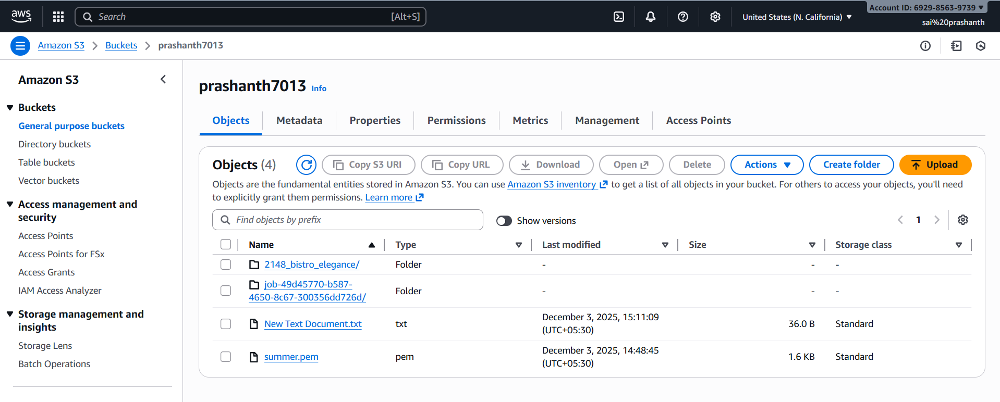 aws
Search
[Alt+S]
United States (N. California)
Account ID: 6929-8563-9739
sai%20prashanth
Amazon S3
Buckets
prashanth7013
Amazon S3
Buckets
General purpose buckets
Directory buckets
Table buckets
Vector buckets
Access management and
security
Access Points
Access Points for FSx
Access Grants
IAM Access Analyzer
Storage management and
insights
Storage Lens
Batch Operations
prashanth7013 Info
Objects
Metadata
Properties
Permissions
Metrics
Management
Access Points
Objects (4)
Copy S3 URI
Copy URL
Download
Open
Delete
Actions
Create folder
Upload
Objects are the fundamental entities stored in Amazon S3. You can use Amazon S3 inventory to get a list of all objects in your bucket. For others to access your objects, you'll need
to explicitly grant them permissions. Learn more
Find objects by prefix
Show versions
1
Name Type Last modified Size Storage class
2148_bistro_elegance/ Folder - - -
job-49d45770-b587-
4650-8c67-300356dd726d/
Folder - - -
New Text Document.txt txt
December 3, 2025, 15:11:09
(UTC+05:30)
36.0 B Standard
summer.pem pem
December 3, 2025, 14:48:45
(UTC+05:30)
1.6 KB Standard